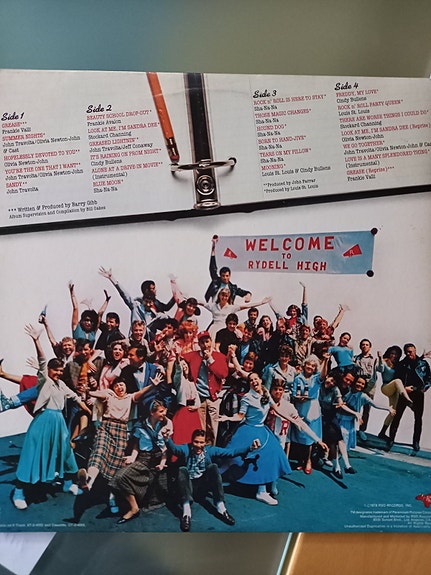 Side 1
GREASE***
Frankie Valli
SUMMER NIGHTS*
John Travolta/Olivia Newton-John
& Cast
HOPELESSLY DEVOTED TO YOU**
Olivia Newton-John
YOU'RE THE ONE THAT I WANT**
John Travolta/Olivia Newton-John
SANDY**
John Travolta
*** Written & Produced by Barry Gibb
Album Supervision and Compilation by Bill Oakes
Side 2
BEAUTY SCHOOL DROP-OUT*
Frankie Avalon
LOOK AT ME, I'M SANDRA DEE*
Stockard Channing
GREASED LIGHTNIN'*
John Travolta/Jeff Conaway
IT'S RAINING ON PROM NIGHT*
Cindy Bullens
ALONE AT A DRIVE-IN MOVIE*
(Instrumental)
BLUE MOON*
Sha-Na-Na
Side 3
ROCK N' ROLL IS HERE TO STAY*
Sha-Na-Na
THOSE MAGIC CHANGES*
Sha-Na-Na
HOUND DOG*
Sha-Na-Na
BORN TO HAND JIVE*
Sha-Na-Na
TEARS ON MY PILLOW*
Sha-Na-Na
MOONING*
Louis St. Louis & Cindy Bullens
**Produced by John Farrar
*Produced by Louis St. Louis
Side 4
FREDDY, MY LOVE*
Cindy Bullens
ROCK N' ROLL PARTY QUEEN*
Louis St. Louis
THERE ARE WORSE THINGS I COULD DO*
Stockard Channing
LOOK AT ME, I'M SANDRA DEE (Reprise)*
Olivia Newton-John
WE GO TOGETHER*
John Travolta/Olivia Newton-John &
LOVE IS A MANY SPLENDORED THING*
(Instrumental)
GREASE (Reprise)***
Frankie Valli
WELCOME
TO
RYDELL HIGH
1978 RSO RECORDS, INC.